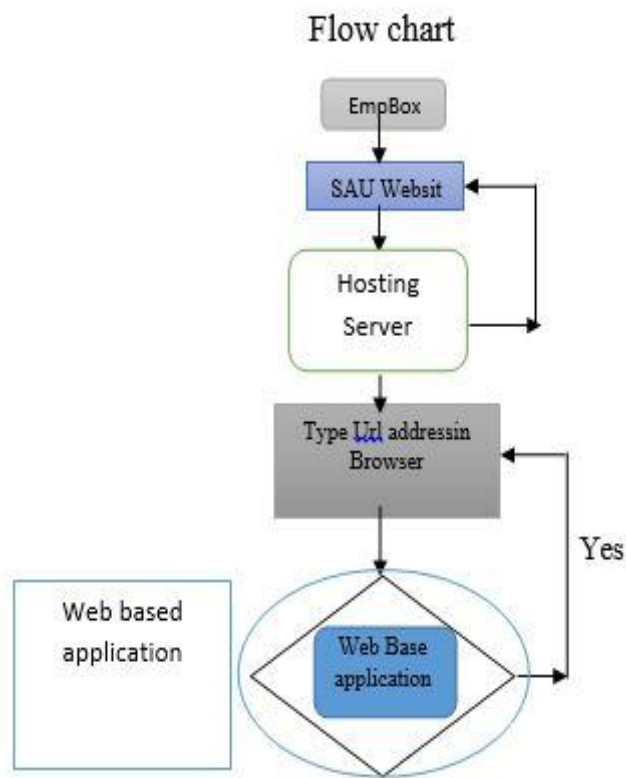 Flow chart
EmpBox
SAU Websit
Hosting
Server
Type Url addressin
Browser
Yes
Web based
application
Web Base
application